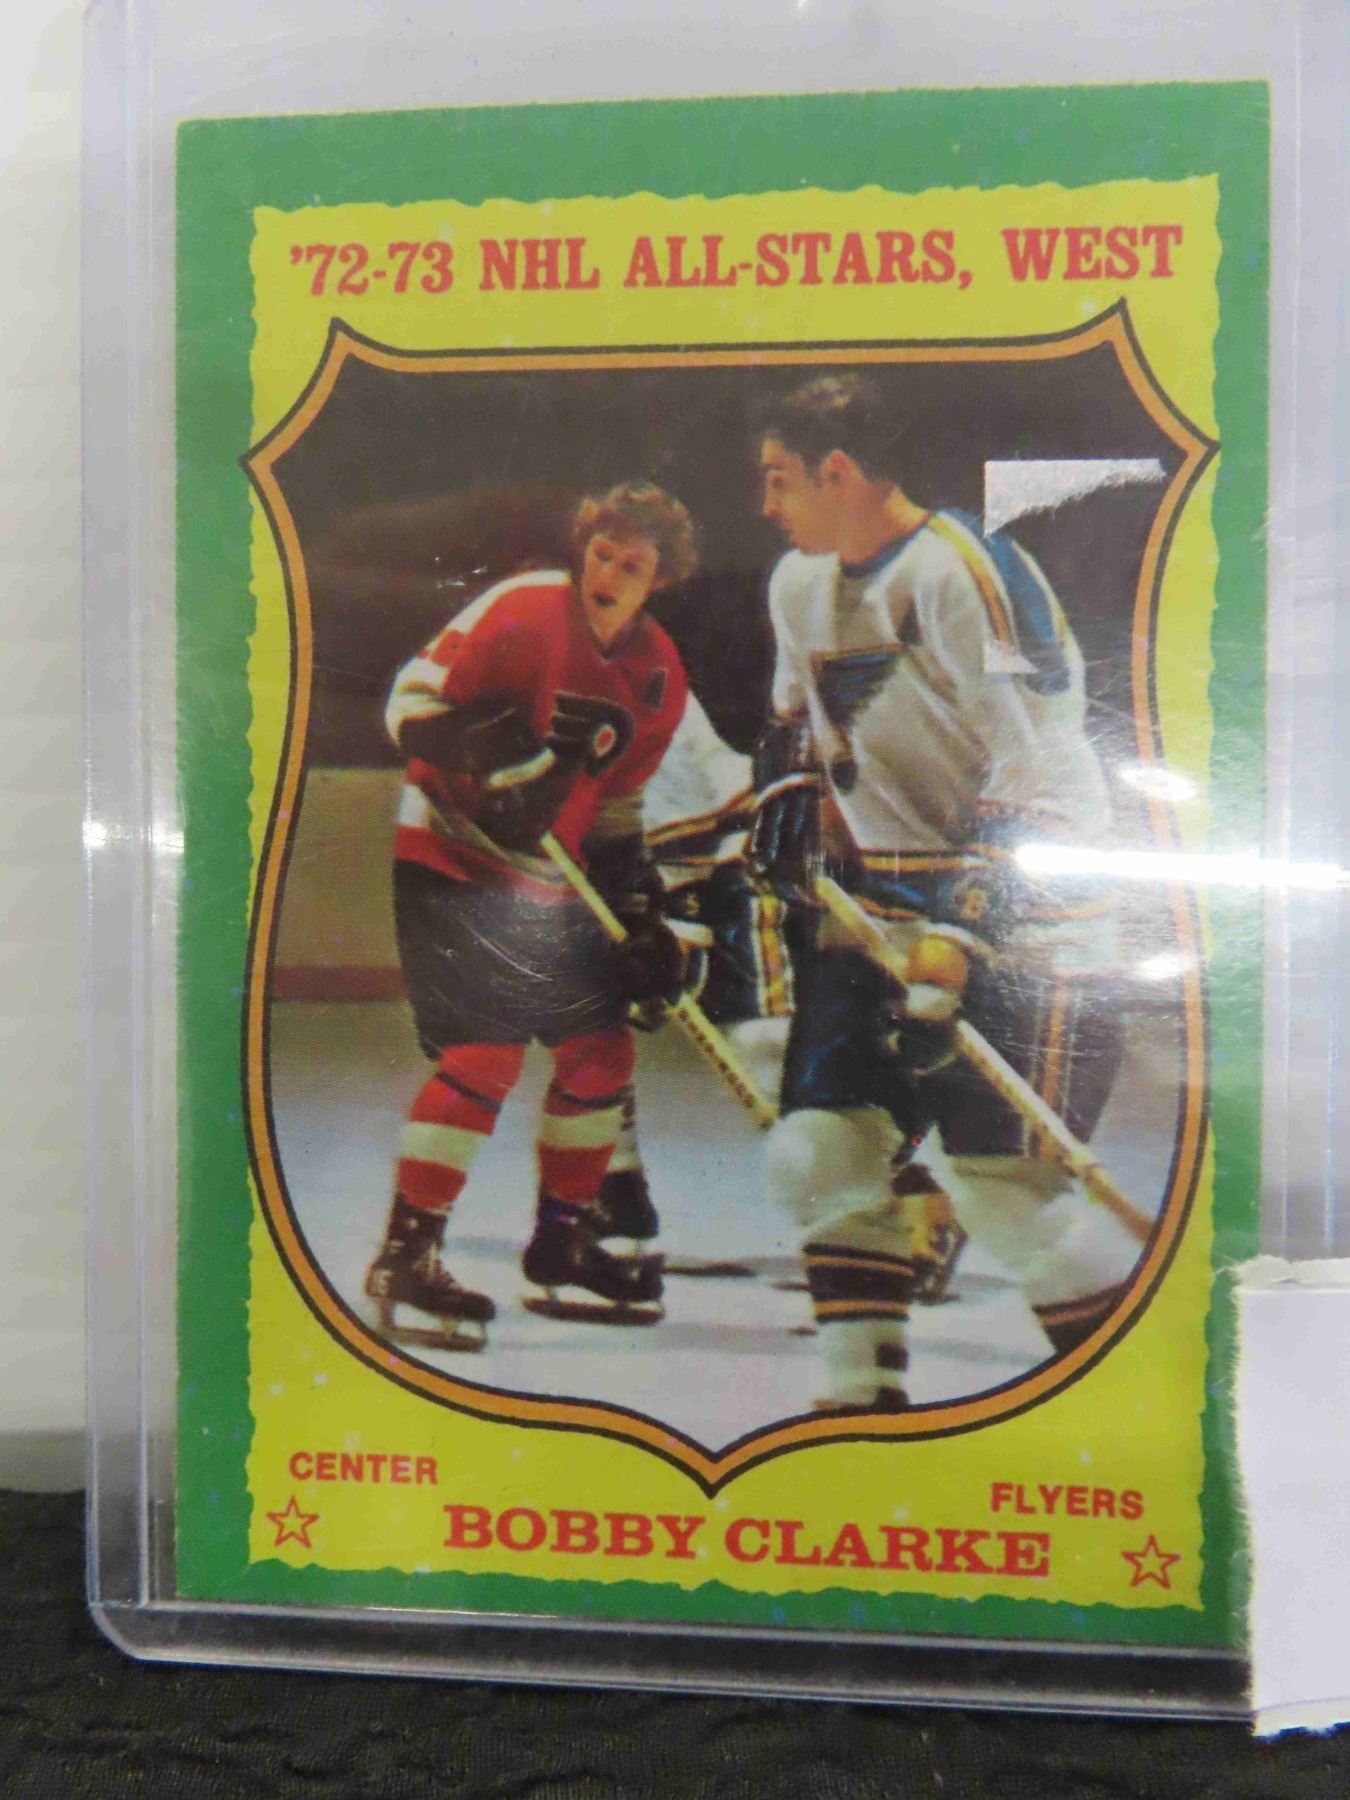 '72-73 NHL ALL-STARS, WEST
CENTER
FLYERS
BOBBY CLARKE